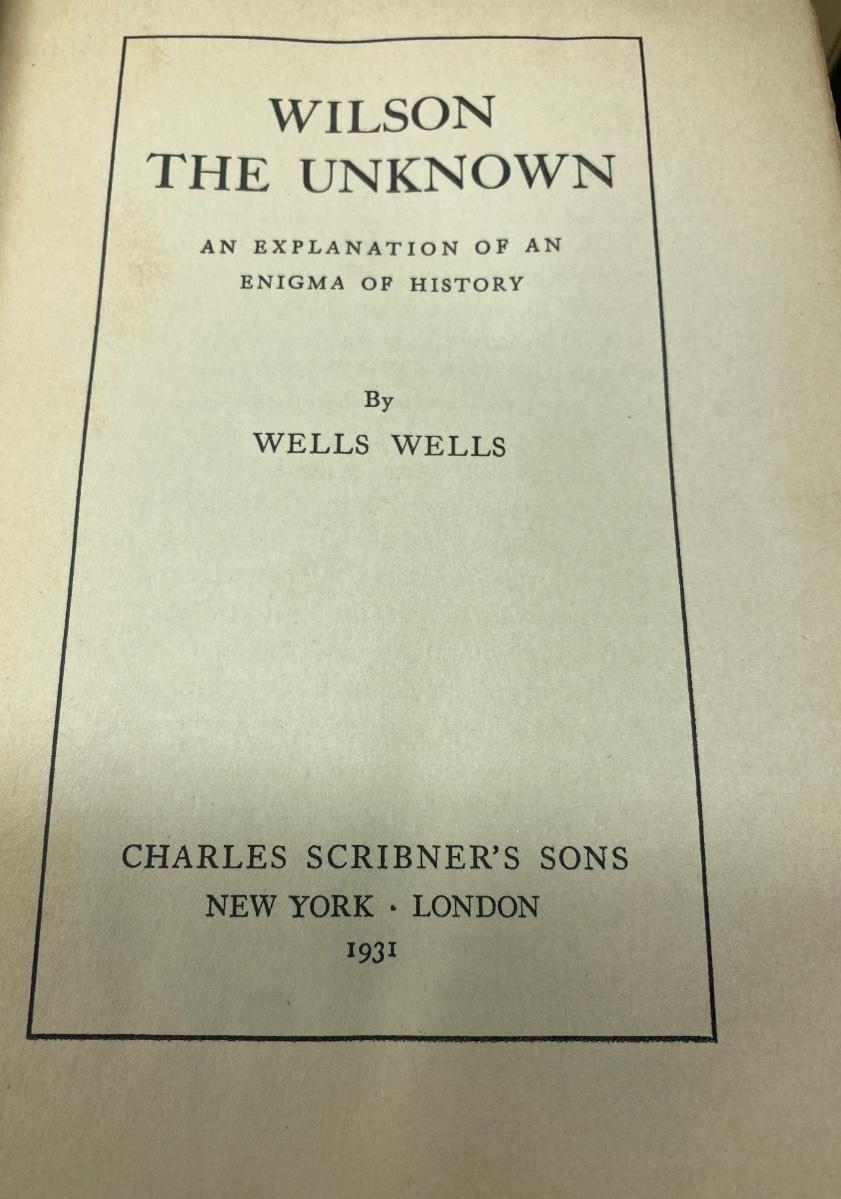 WILSON
THE UNKNOWN
AN EXPLANATION OF AN
ENIGMA OF HISTORY
By
WELLS WELLS
CHARLES SCRIBNER'S SONS
NEW YORK · LONDON
1931